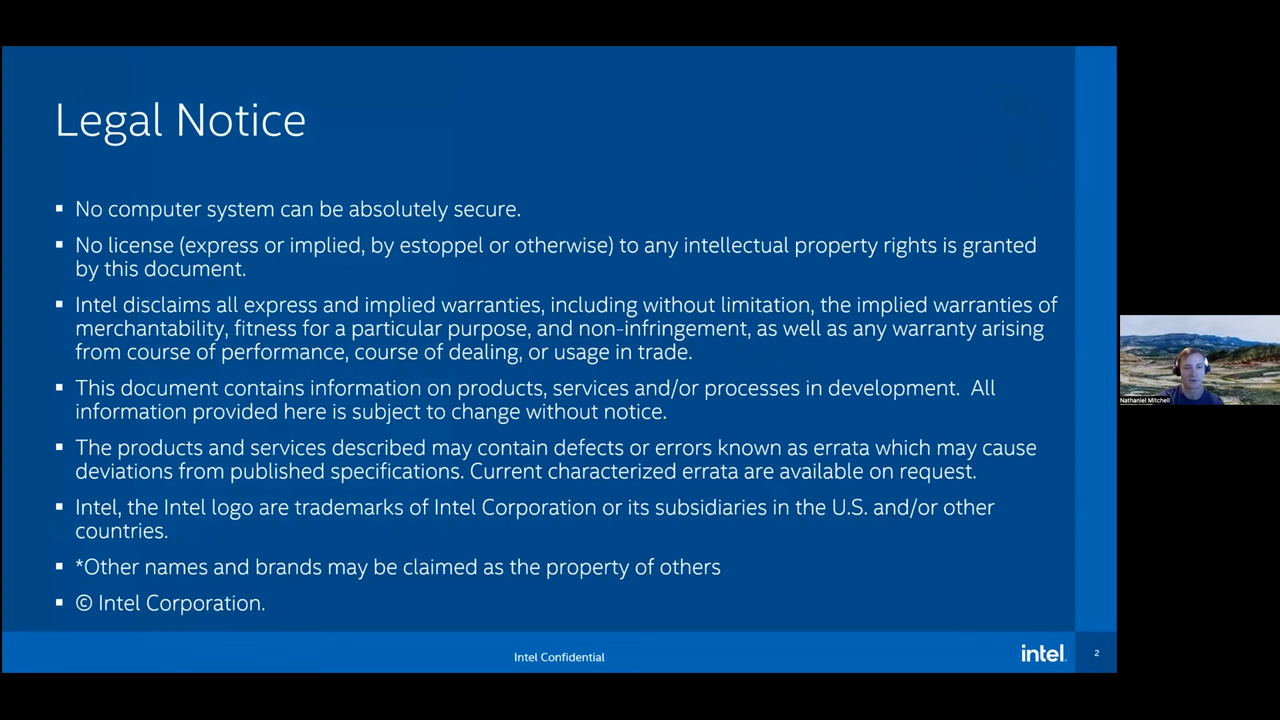 Legal Notice
▪ No computer system can be absolutely secure.
▪ No license (express or implied, by estoppel or otherwise) to any intellectual property rights is granted
by this document.
▪ Intel disclaims all express and implied warranties, including without limitation, the implied warranties of
merchantability, fitness for a particular purpose, and non-infringement, as well as any warranty arising
from course of performance, course of dealing, or usage in trade.
▪ This document contains information on products, services and/or processes in development.  All
information provided here is subject to change without notice.
▪ The products and services described may contain defects or errors known as errata which may cause
deviations from published specifications. Current characterized errata are available on request.
▪ Intel, the Intel logo are trademarks of Intel Corporation or its subsidiaries in the U.S. and/or other
countries.
▪ *Other names and brands may be claimed as the property of others
▪ © Intel Corporation.
Intel Confidential
intel.
2
Nathaniel Mitchell